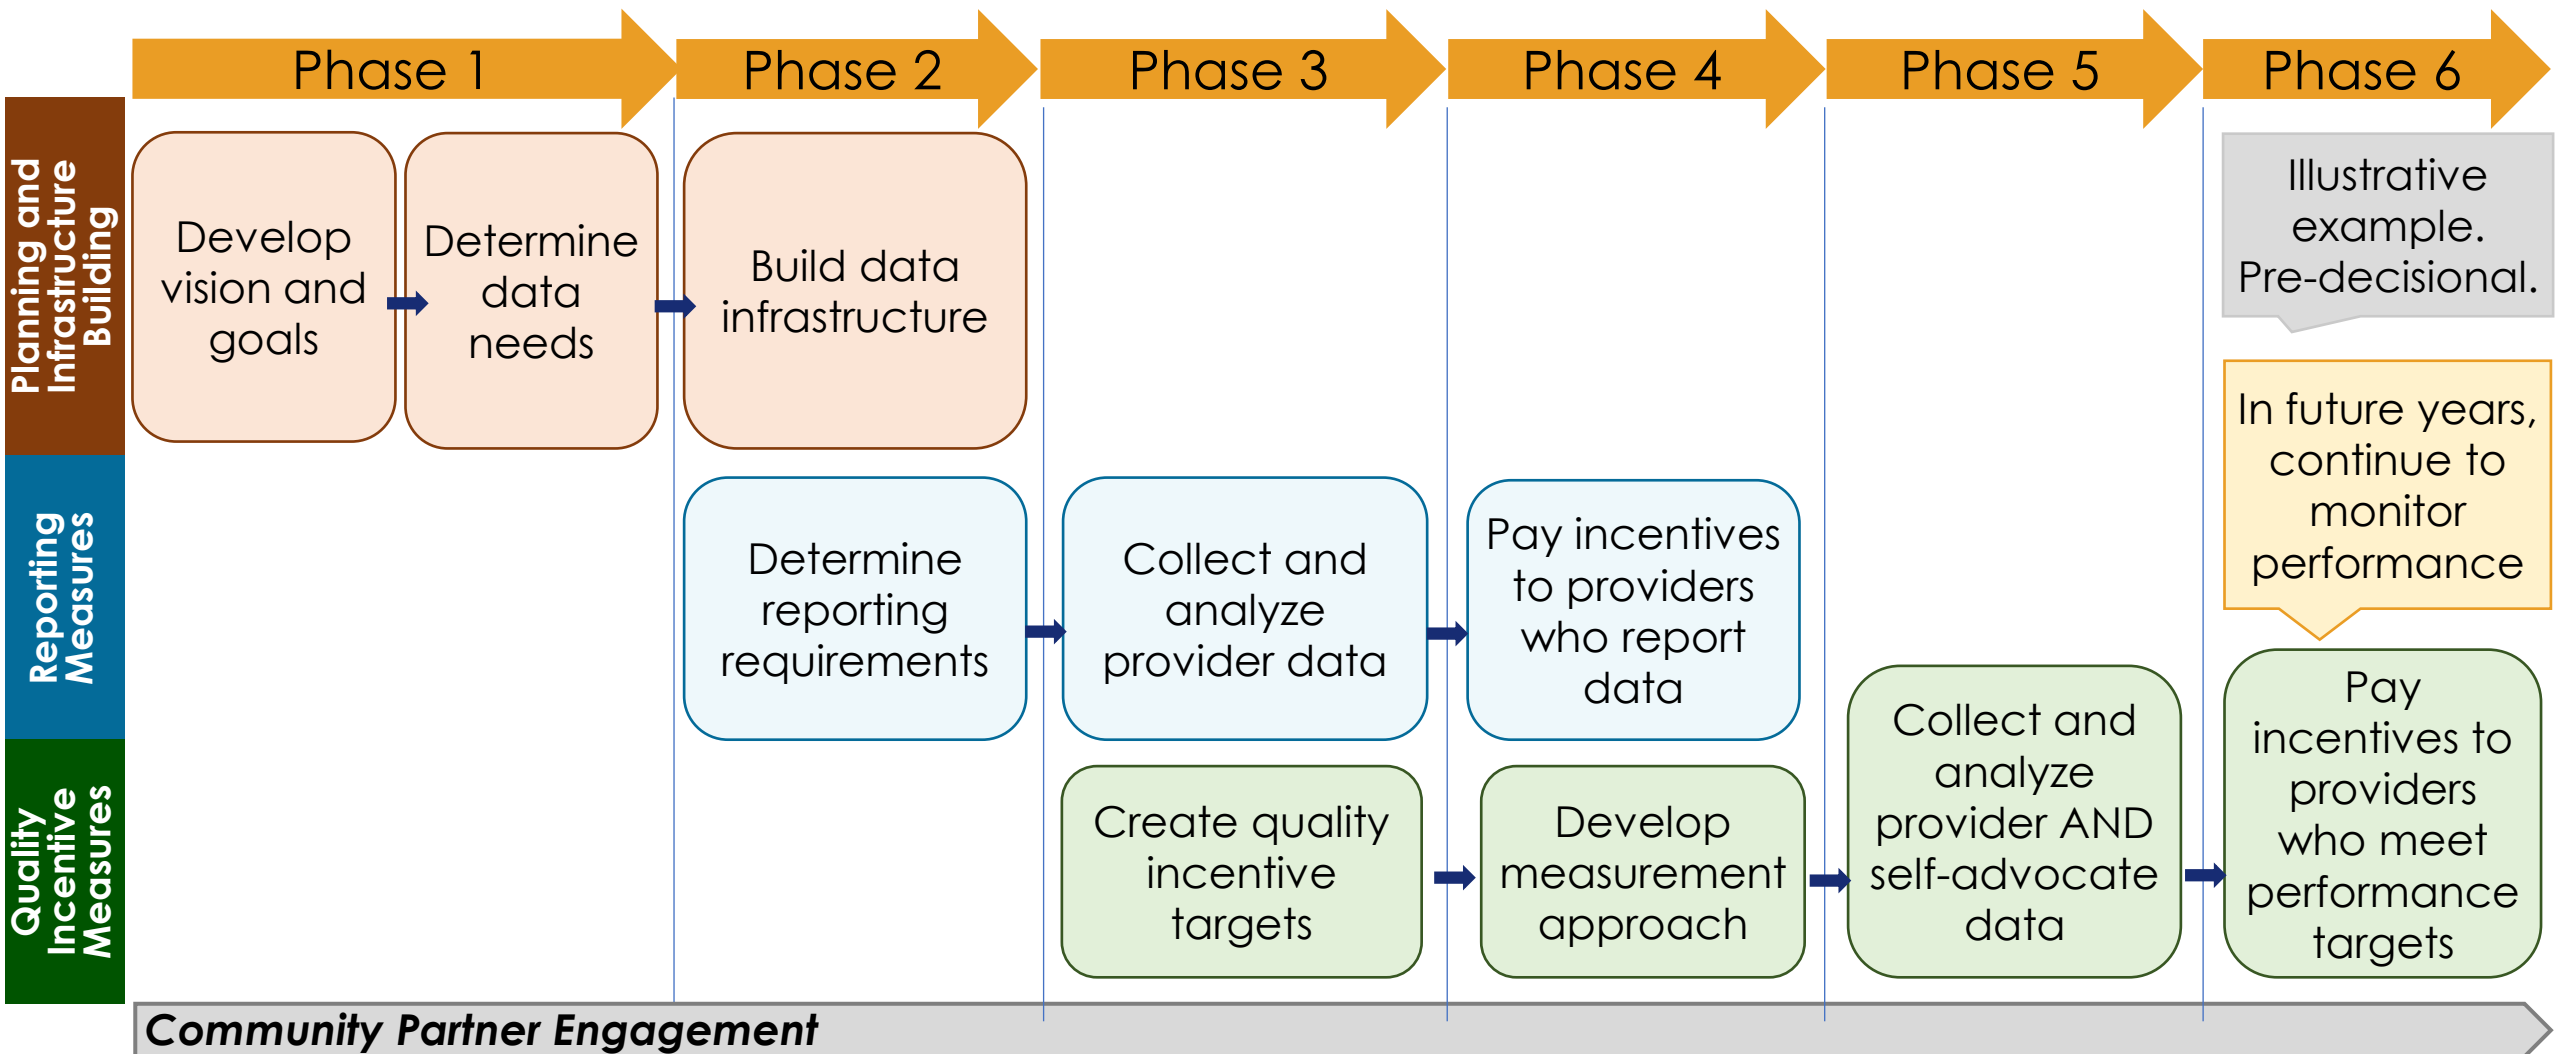 Phase 1
Phase 2
Phase 3
Phase 4
Phase 5
Phase 6
Planning and
Infrastructure
Building
Develop
vision and
goals
Determine
data
needs
Build data
infrastructure
Illustrative
example.
Pre-decisional.
In future years,
continue to
monitor
performance
Reporting
Measures
Determine
reporting
requirements
Collect and
analyze
provider data
Pay incentives
to providers
who report
data
Quality
Incentive
Measures
Create quality
incentive
targets
Develop
measurement
approach
Collect and
analyze
provider AND
self-advocate
data
Pay
incentives to
providers
who meet
performance
targets
Community Partner Engagement